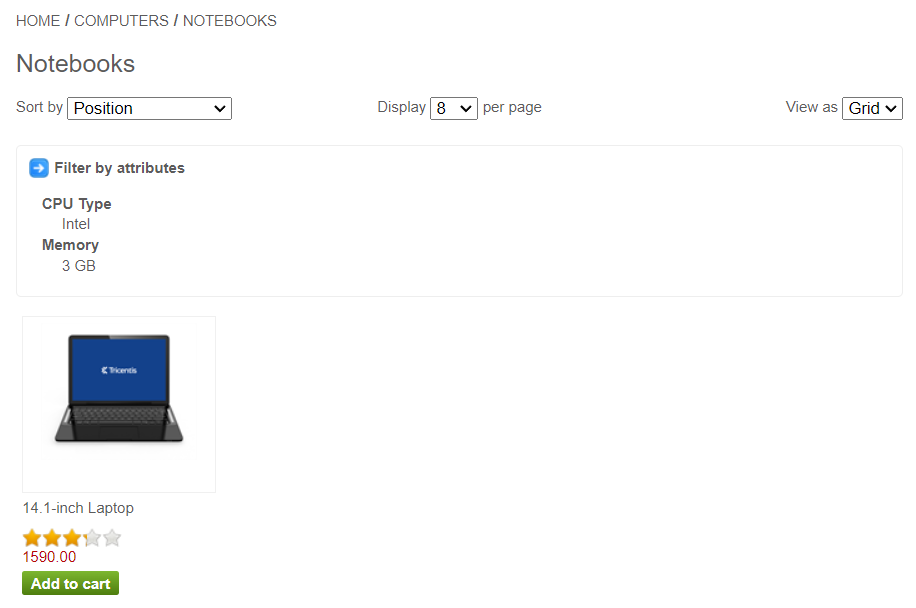 HOME / COMPUTERS / NOTEBOOKS
Notebooks
Sort by Position Display 8 per page View as Grid
Filter by attributes
CPU Type
Intel
Memory
3 GB
Tricentis
14.1-inch Laptop
1590.00
Add to cart